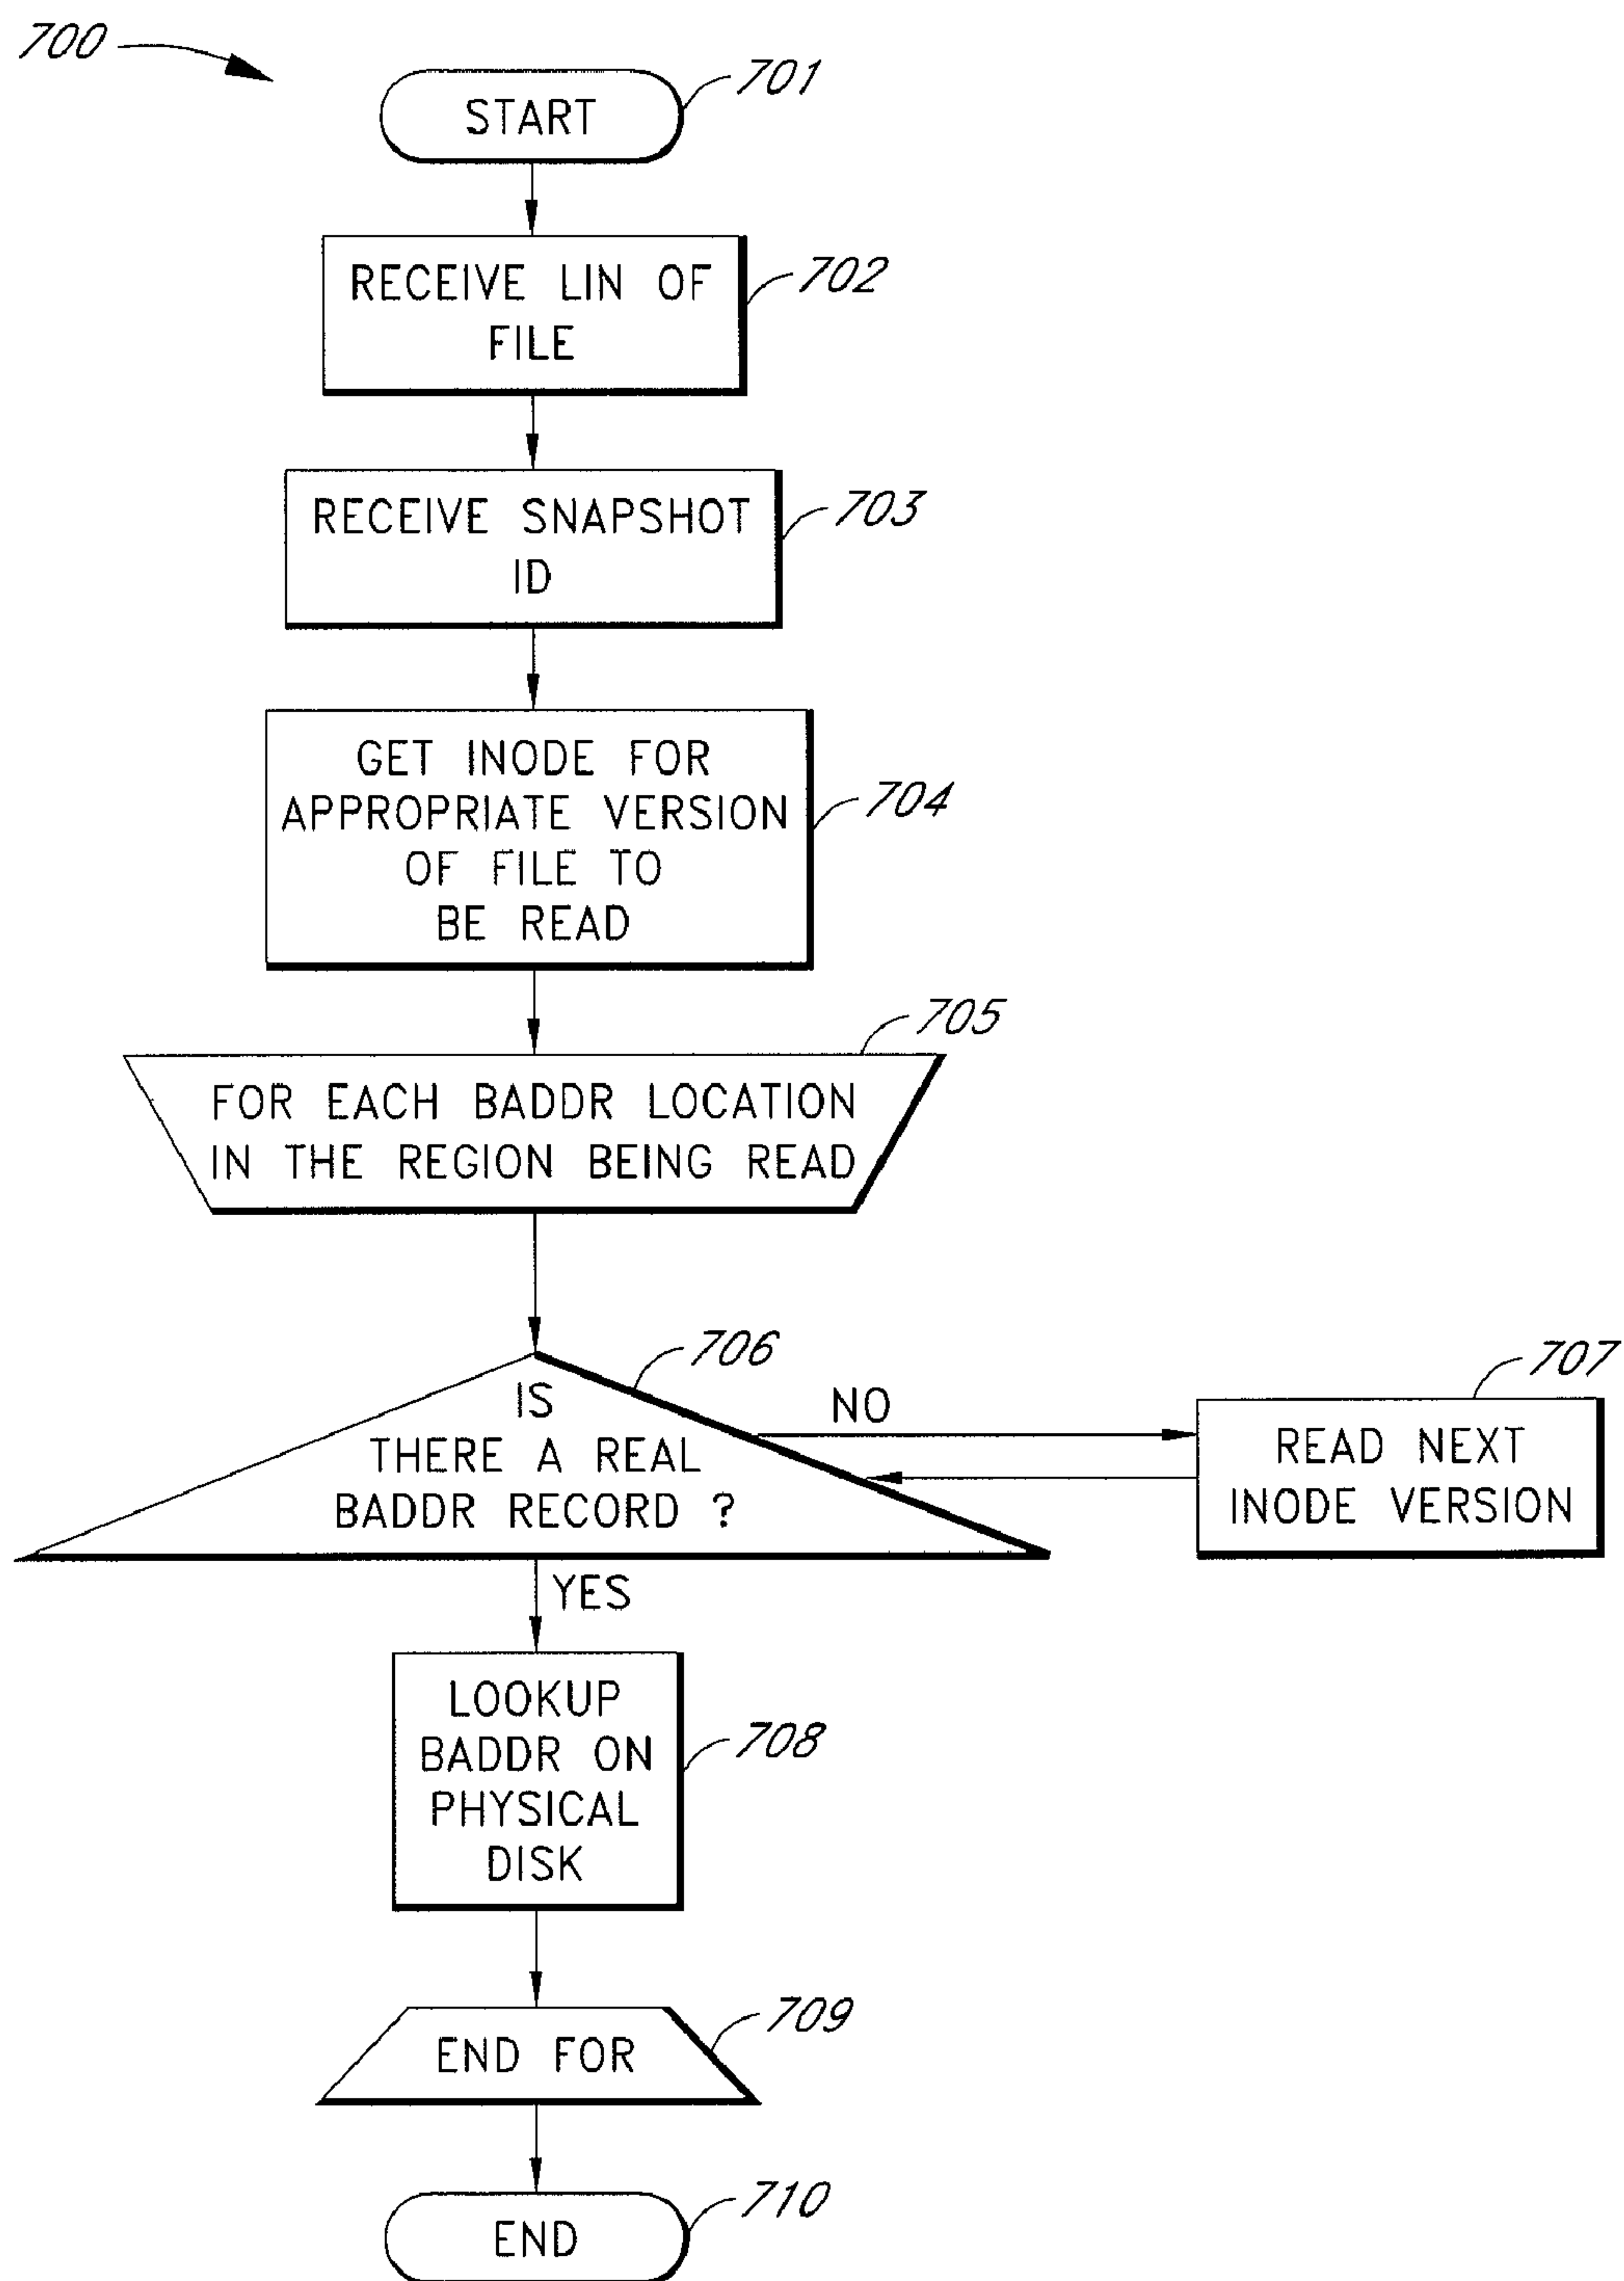 700
START
701
RECEIVE LIN OF
FILE
702
RECEIVE SNAPSHOT
ID
703
GET INODE FOR
APPROPRIATE VERSION
OF FILE TO
BE READ
704
705
FOR EACH BADDR LOCATION
IN THE REGION BEING READ
706
IS
THERE A REAL
BADDR RECORD ?
NO
707
READ NEXT
INODE VERSION
YES
LOOKUP
BADDR ON
PHYSICAL
DISK
708
END FOR
709
END
710